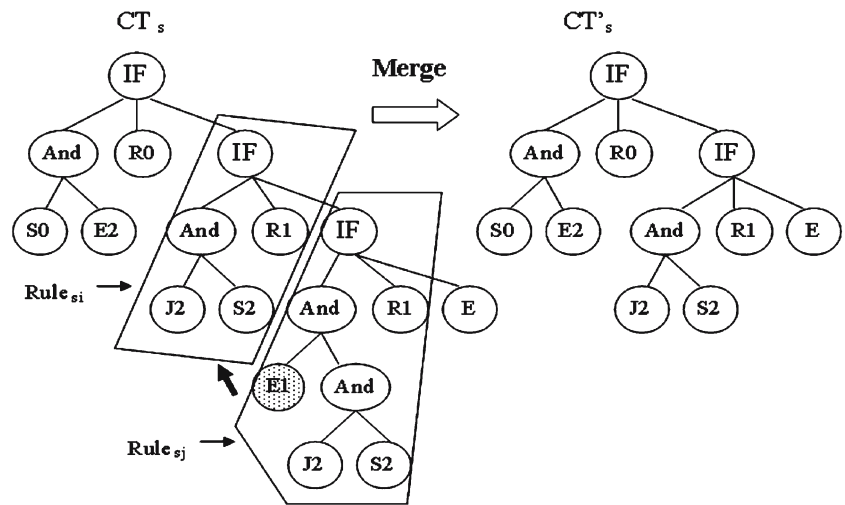 CTs
CT's
IF
Merge
IF
And
R0
IF
And
R0
IF
S0
E2
And
R1
IF
S0
E2
And
R1
E
Rule si
J2
S2
And
R1
E
J2
S2
E1
And
Rule sj
J2
S2